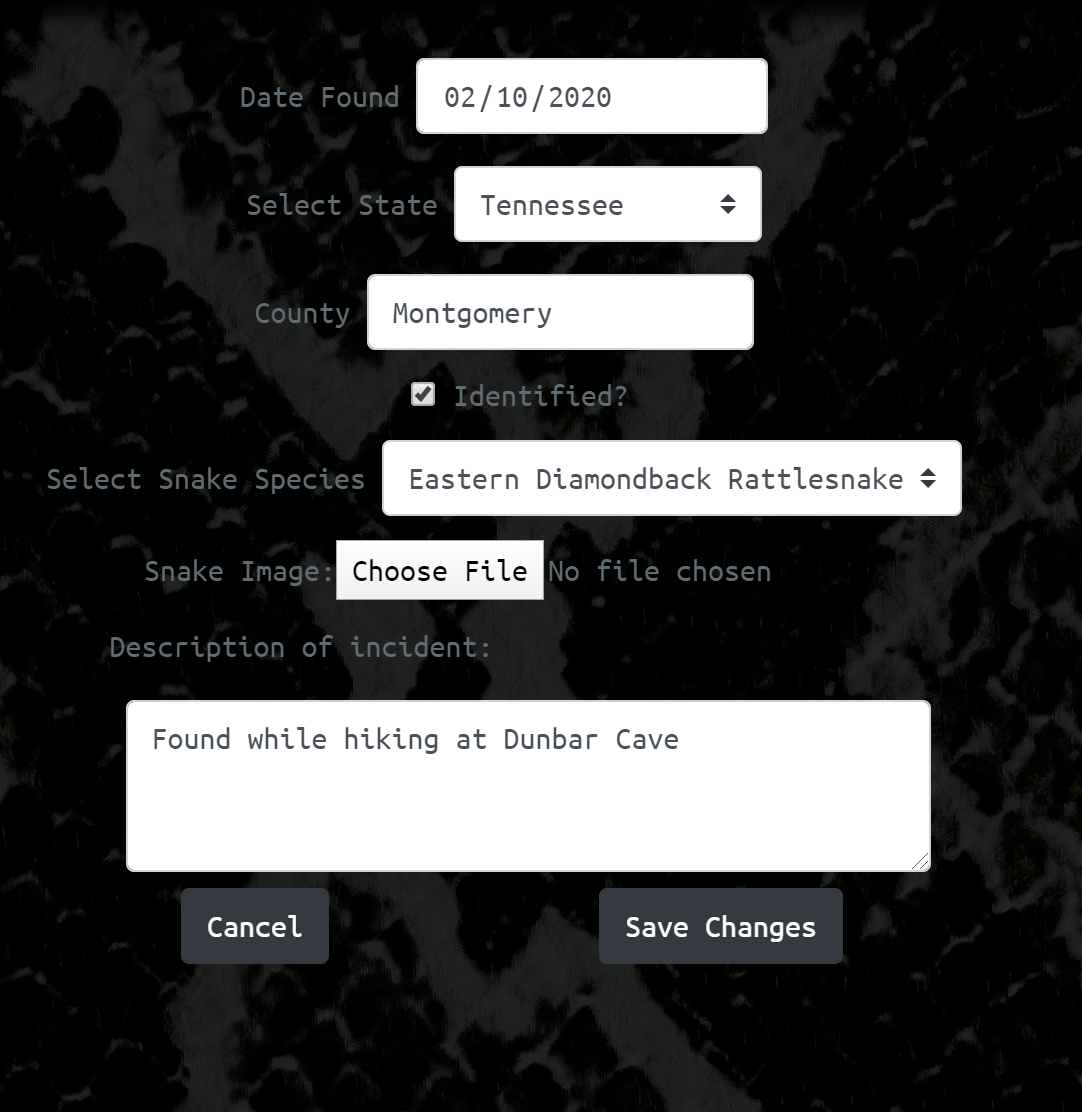 Date Found 02/10/2020
Select State Tennessee
County Montgomery
Identified?
Select Snake Species Eastern Diamondback Rattlesnake
Snake Image: Choose File No file chosen
Description of incident:
Found while hiking at Dunbar Cave
Cancel Save Changes